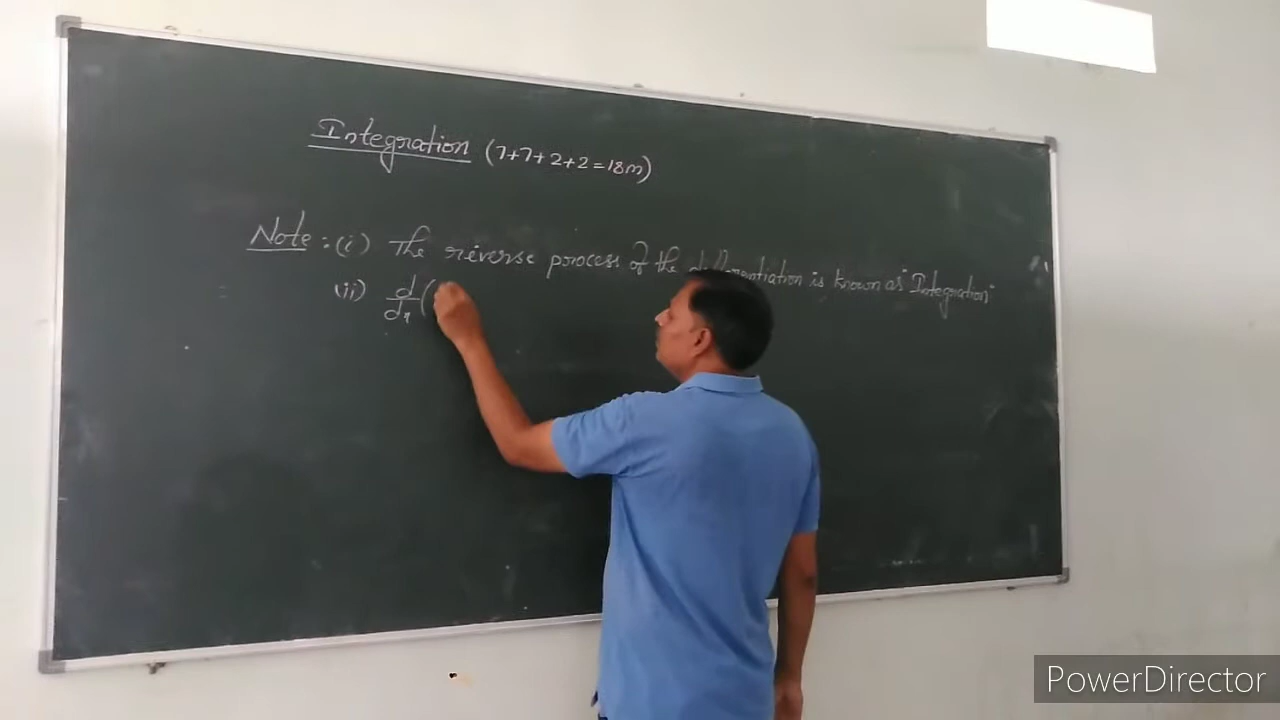 Integration (7+7+2+2=18m)
Note :- (i) The reverse process of the differentiation is known as "Integration".
(ii) d/dx (
PowerDirector